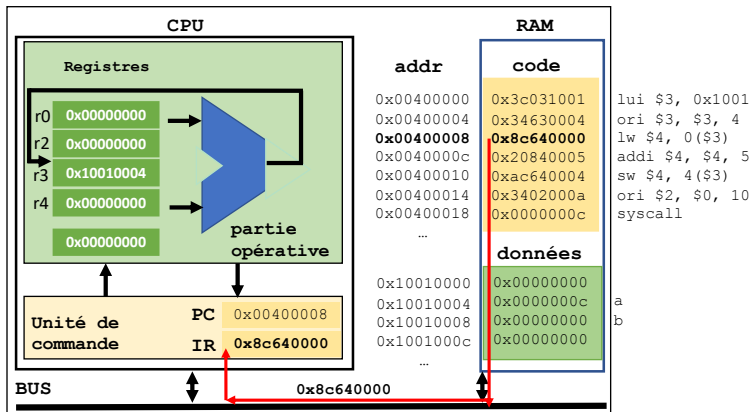 CPU
RAM
Registres
addr
code
r0 0x00000000
r2 0x00000000
r3 0x10010004
r4 0x00000000
0x00000000
partie
opérative
0x00400000 0x3c031001 lui $3, 0x1001
0x00400004 0x34630004 ori $3, $3, 4
0x00400008 0x8c640000 lw $4, 0($3)
0x0040000c 0x20840005 addi $4, $4, 5
0x00400010 0xac640004 sw $4, 4($3)
0x00400014 0x3402000a ori $2, $0, 10
0x00400018 0x0000000c syscall
…
données
0x10010000 0x00000000
0x10010004 0x0000000c a
0x10010008 0x00000000 b
0x1001000c 0x00000000
…
Unité de
commande
PC 0x00400008
IR 0x8c640000
BUS
0x8c640000